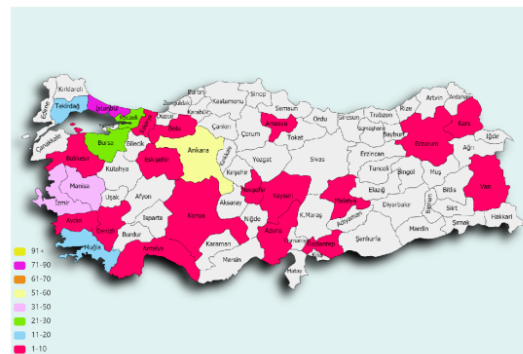 Kırklareli
Edirne
Tekirdağ
İstanbul
Kocaeli
Çanakkale
Bursa
Bilecik
Balıkesir
Kütahya
Manisa
İzmir
Uşak
Afyon
Aydın
Denizli
Muğla
Burdur
Isparta
Antalya
Eskişehir
Bolu
Düzce
Zonguldak
Bartın
Karabük
Kastamonu
Sinop
Çankırı
Ankara
Kırıkkale
Kırşehir
Konya
Aksaray
Karaman
Mersin
Niğde
Nevşehir
Kayseri
Adana
Yozgat
Çorum
Amasya
Samsun
Tokat
Ordu
Sivas
Giresun
Gümüşhane
Trabzon
Rize
Artvin
Ardahan
Bayburt
Kars
Iğdır
Ağrı
Erzurum
Erzincan
Tunceli
Bingöl
Muş
Bitlis
Van
Elazığ
Malatya
K.Maraş
Adıyaman
Diyarbakır
Batman
Siirt
Şırnak
Hakkari
Mardin
Şanlıurfa
Gaziantep
Osmaniye
Hatay
91+
71-90
61-70
51-60
31-50
21-30
11-20
1-10